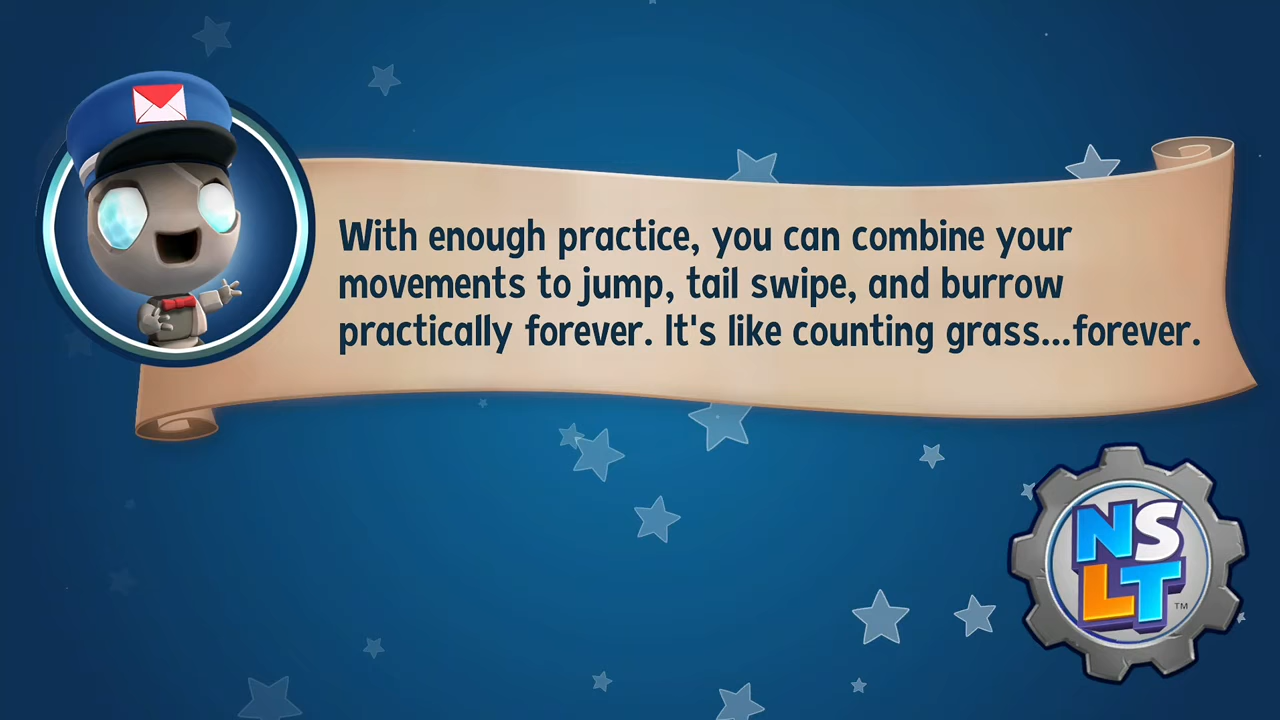 With enough practice, you can combine your
movements to jump, tail swipe, and burrow
practically forever. It's like counting grass...forever.
NS
LT
TM